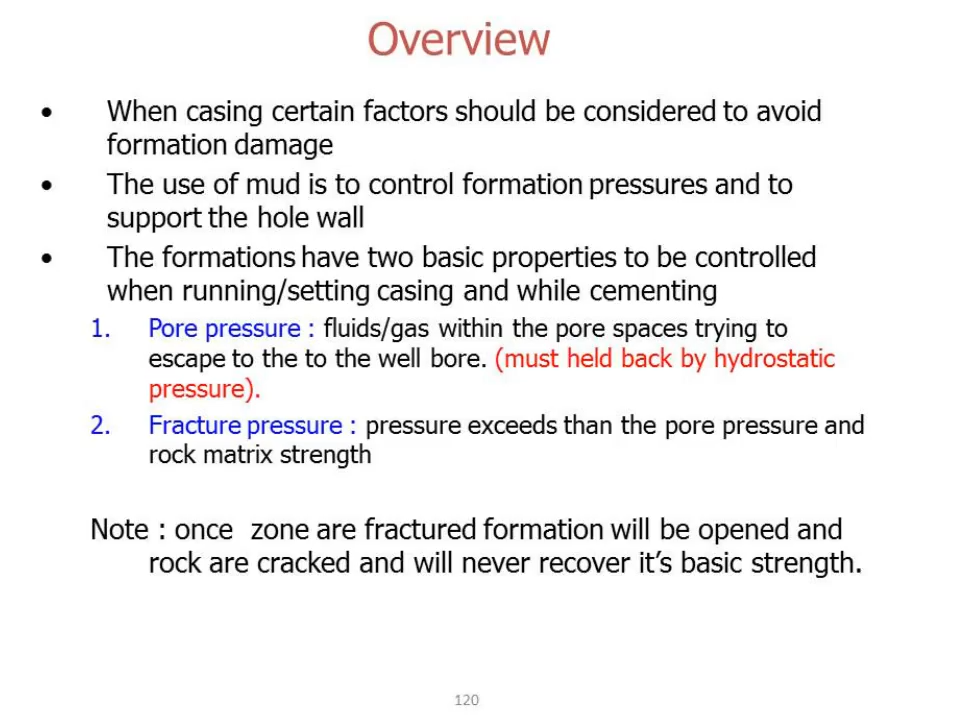 Overview
• When casing certain factors should be considered to avoid
formation damage
• The use of mud is to control formation pressures and to
support the hole wall
• The formations have two basic properties to be controlled
when running/setting casing and while cementing
1. Pore pressure : fluids/gas within the pore spaces trying to
escape to the to the well bore. (must held back by hydrostatic
pressure).
2. Fracture pressure : pressure exceeds than the pore pressure and
rock matrix strength
Note : once zone are fractured formation will be opened and
rock are cracked and will never recover it’s basic strength.
120